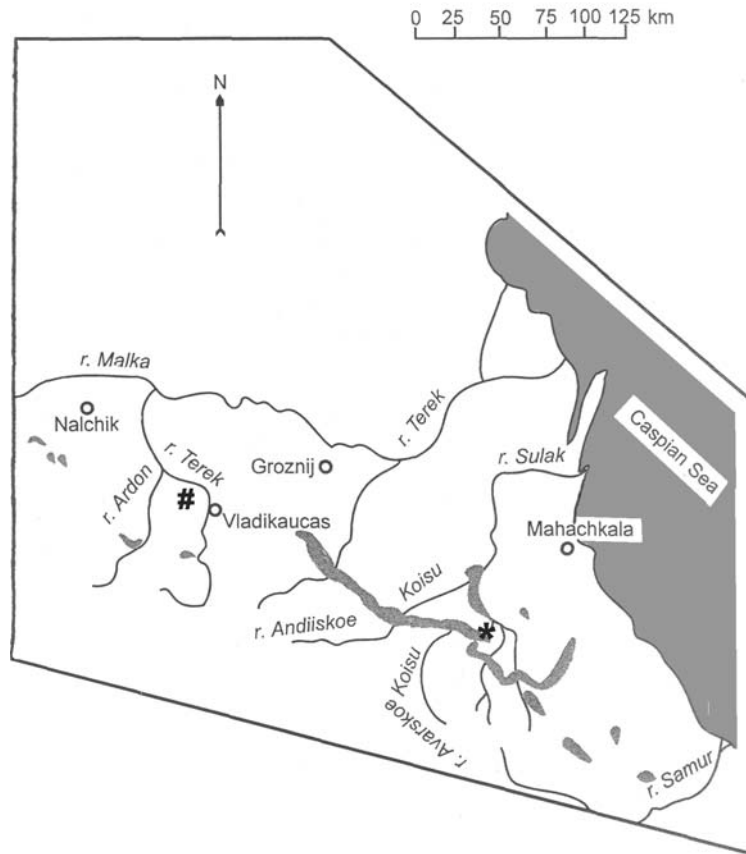 0 25 50 75 100 125 km
N
r. Malka
Nalchik
r. Terek
r. Ardon
#
Vladikaucas
Groznij
r. Terek
r. Sulak
Caspian Sea
Mahachkala
Koisu
r. Andiiskoe
*
r. Avarskoe Koisu
r. Samur